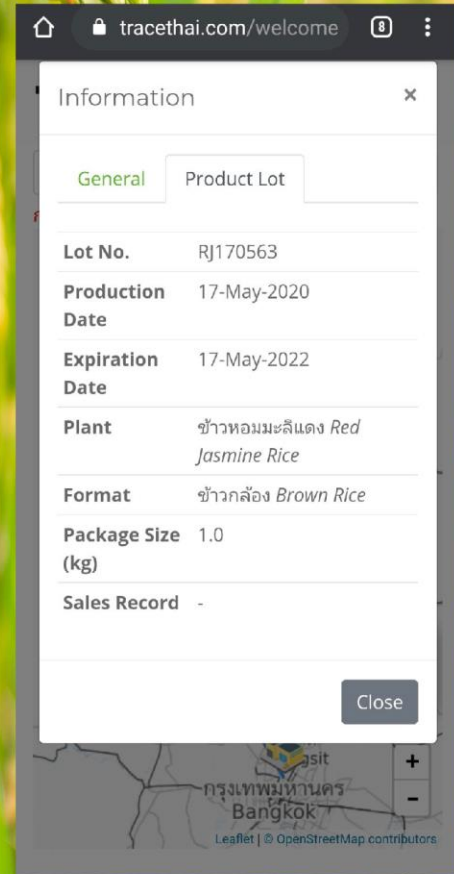 tracethai.com/welcome
8
Information
×
General Product Lot
Lot No. RJ170563
Production 17-May-2020
Date
Expiration 17-May-2022
Date
Plant ข้าวหอมมะลิแดง Red
Jasmine Rice
Format ข้าวกล้อง Brown Rice
Package Size 1.0
(kg)
Sales Record -
Close
+
กรุงเทพมหานคร
−
Bangkok
Leaflet | © OpenStreetMap contributors